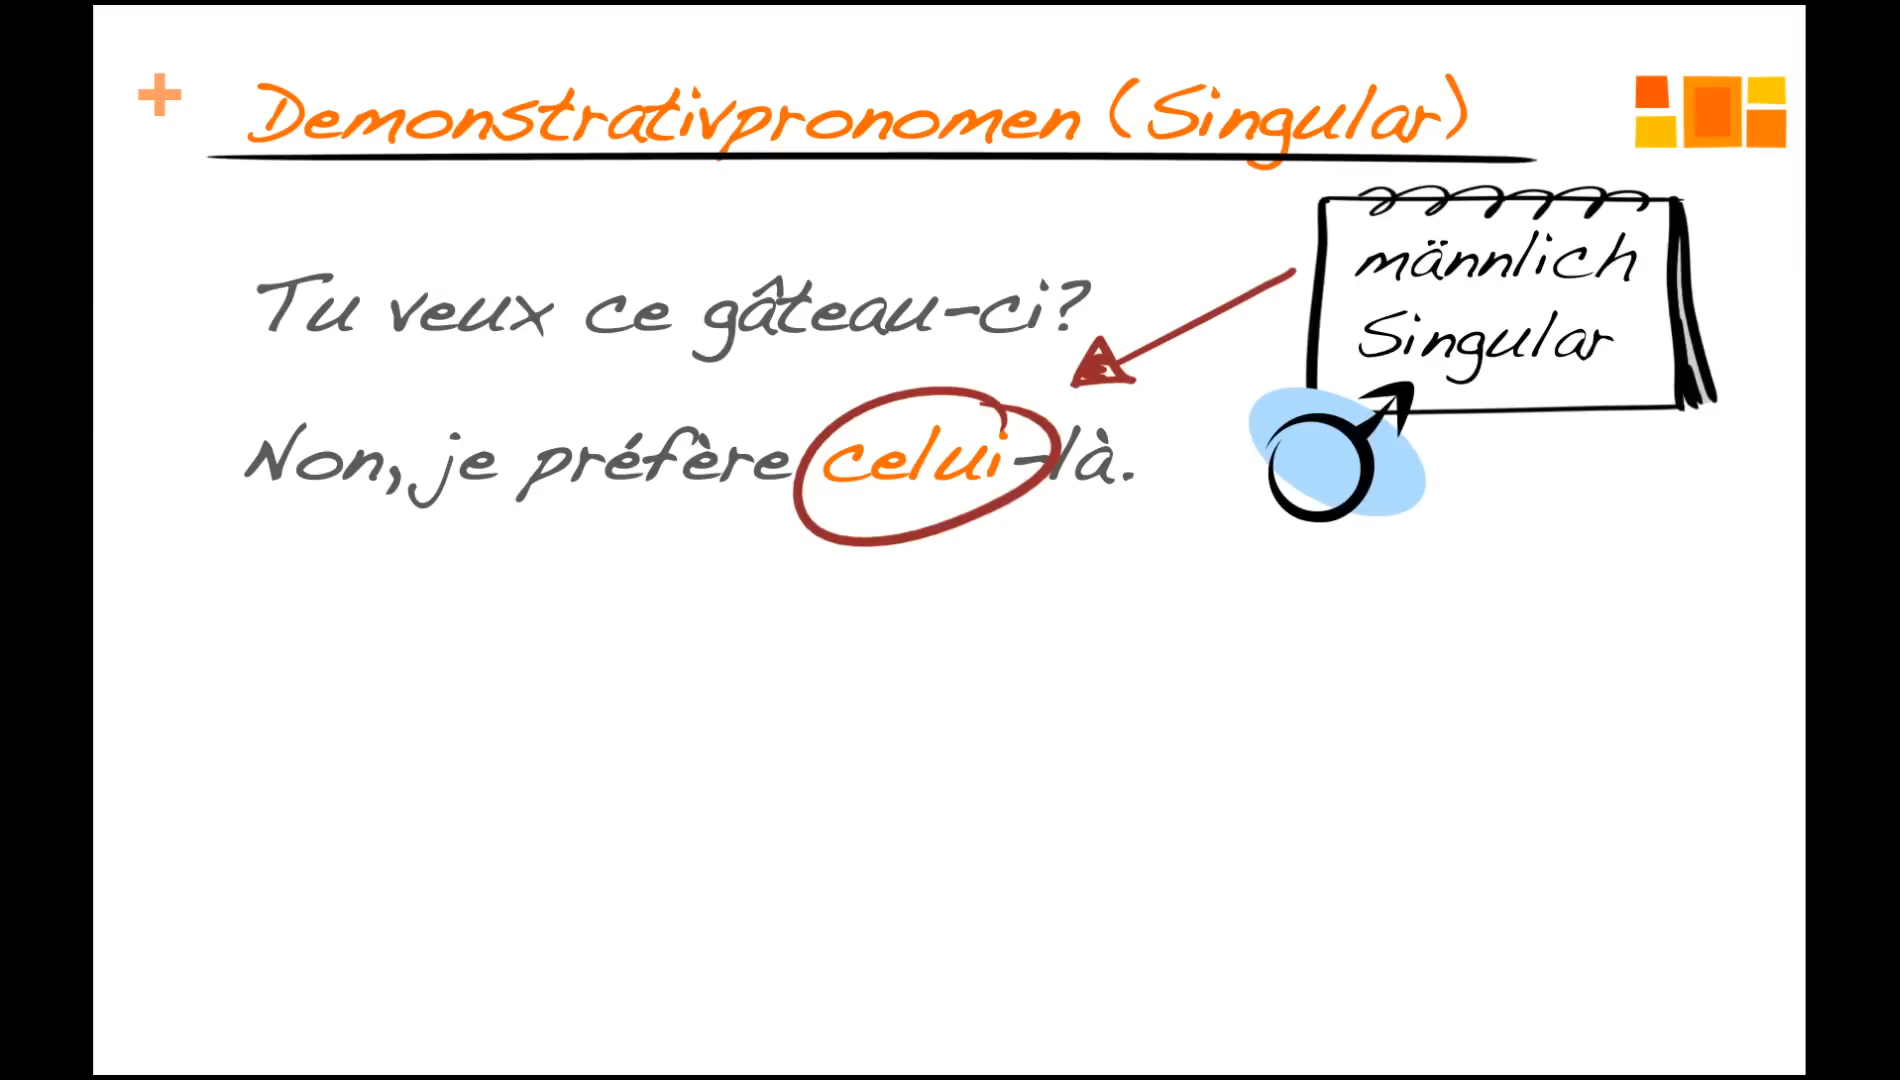 Demonstrativpronomen (Singular)
männlich
Singular
Tu veux ce gâteau-ci?
Non, je préfère celui-là.